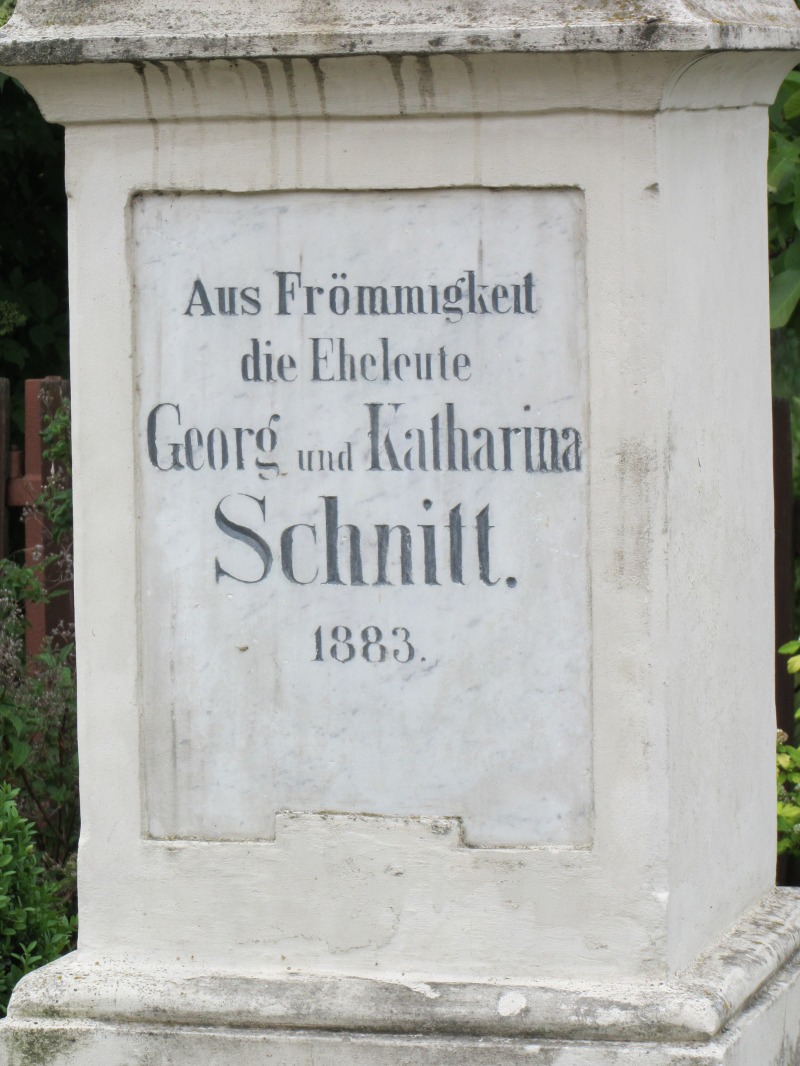 Aus Frömmigkeit
die Eheleute
Georg und Katharina
Schnitt.
1883.